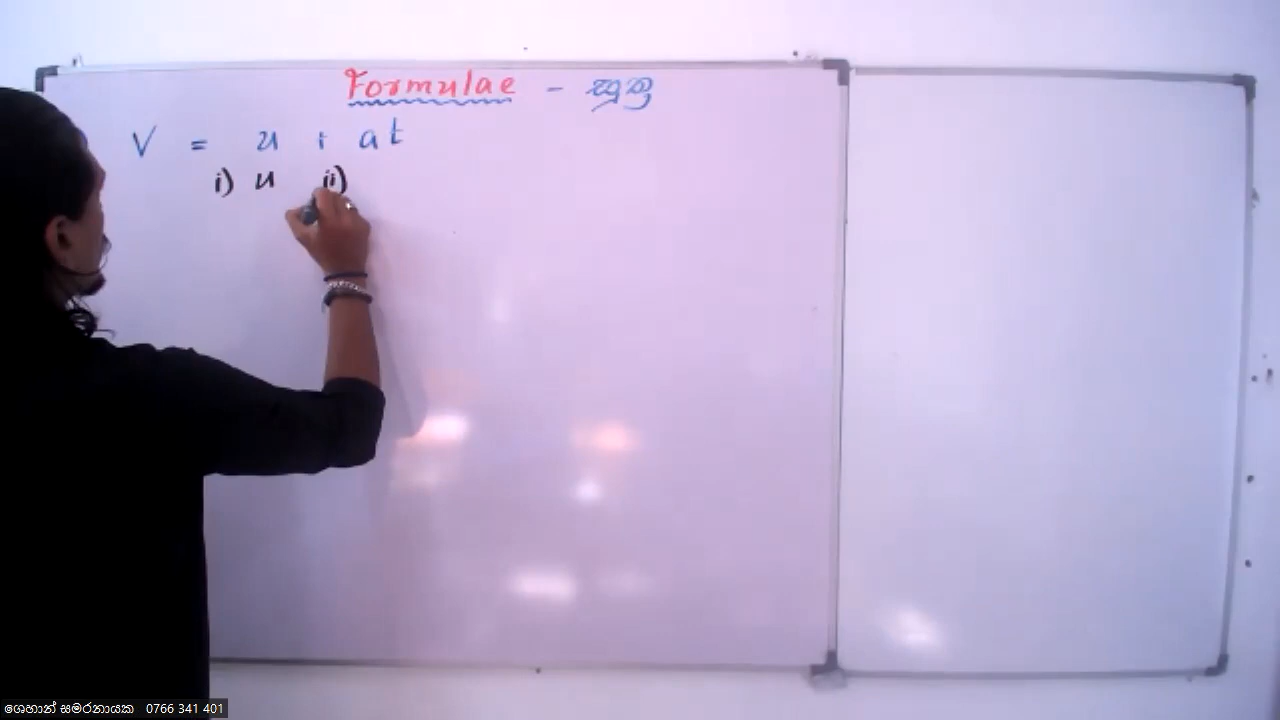 Formulae - සූත්‍ර
V = u + at
i) u ii)
ශෙහාන් සමරනායක 0766 341 401